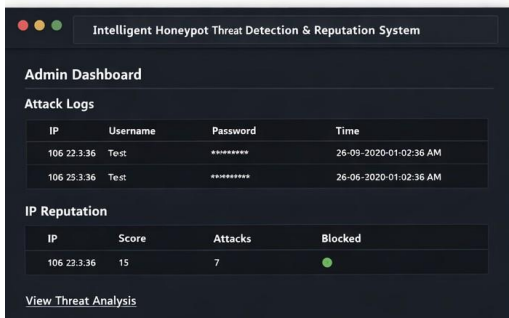 Intelligent Honeypot Threat Detection & Reputation System
Admin Dashboard
Attack Logs
IP Username Password Time
106 22.3.36 Test ********* 26-09-2020-01-02:36 AM
106 25.3.36 Test ********** 26-06-2020-01:02:36 AM
IP Reputation
IP Score Attacks Blocked
106 23.3.36 15 7
View Threat Analysis